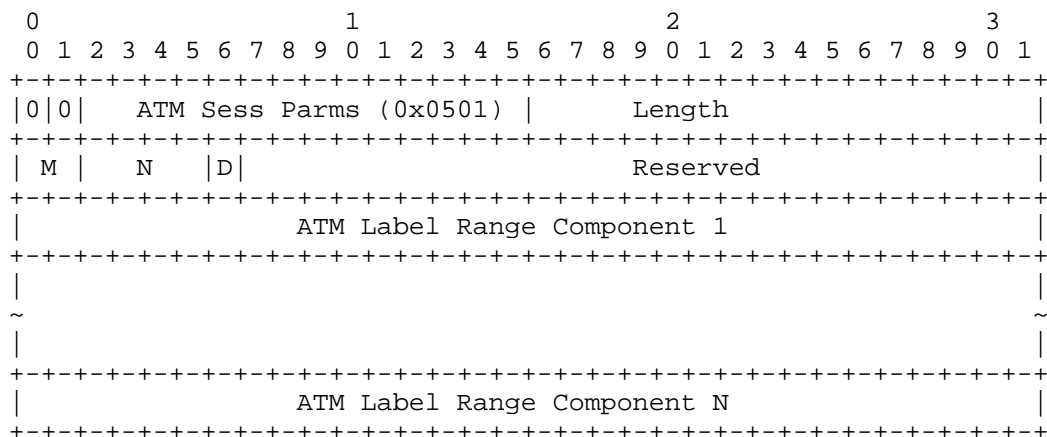 0                   1                   2                   3
 0 1 2 3 4 5 6 7 8 9 0 1 2 3 4 5 6 7 8 9 0 1 2 3 4 5 6 7 8 9 0 1
+-+-+-+-+-+-+-+-+-+-+-+-+-+-+-+-+-+-+-+-+-+-+-+-+-+-+-+-+-+-+-+-+
|0|0|   ATM Sess Parms (0x0501) |      Length                   |
+-+-+-+-+-+-+-+-+-+-+-+-+-+-+-+-+-+-+-+-+-+-+-+-+-+-+-+-+-+-+-+-+
| M |   N   |D|                        Reserved                 |
+-+-+-+-+-+-+-+-+-+-+-+-+-+-+-+-+-+-+-+-+-+-+-+-+-+-+-+-+-+-+-+-+
|                 ATM Label Range Component 1                   |
+-+-+-+-+-+-+-+-+-+-+-+-+-+-+-+-+-+-+-+-+-+-+-+-+-+-+-+-+-+-+-+-+
|                                                               |
~                                                               ~
|                                                               |
+-+-+-+-+-+-+-+-+-+-+-+-+-+-+-+-+-+-+-+-+-+-+-+-+-+-+-+-+-+-+-+-+
|                 ATM Label Range Component N                   |
+-+-+-+-+-+-+-+-+-+-+-+-+-+-+-+-+-+-+-+-+-+-+-+-+-+-+-+-+-+-+-+-+